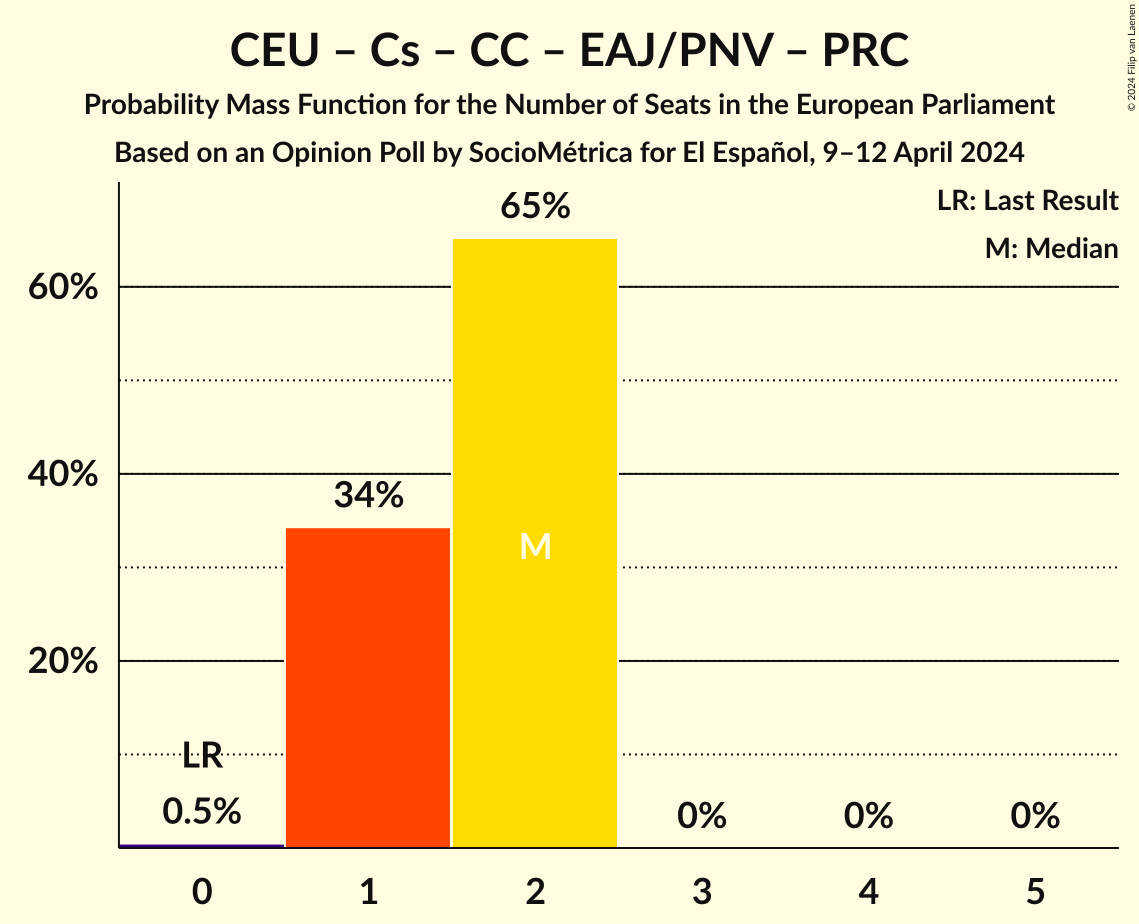 CEU – Cs – CC – EAJ/PNV – PRC
Probability Mass Function for the Number of Seats in the European Parliament
Based on an Opinion Poll by SocioMétrica for El Español, 9–12 April 2024
© 2024 Filip van Laenen
LR: Last Result
M: Median
65%
60%
40%
34%
M
20%
LR
0.5%
0%
0%
0%
0
1
2
3
4
5